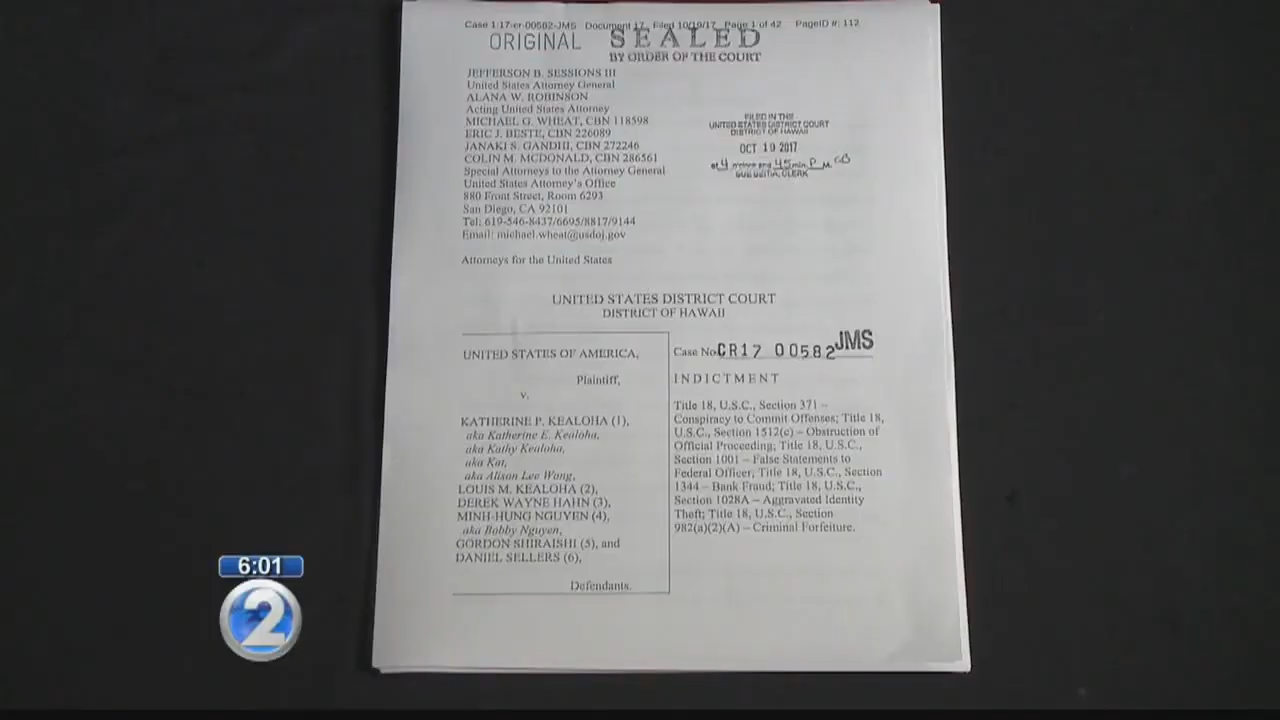 Case 1:17-cr-00582-JMS Document 17 Filed 10/19/17 Page 1 of 42 PageID #: 112
ORIGINAL SEALED
BY ORDER OF THE COURT
JEFFERSON B. SESSIONS III
United States Attorney General
ALANA W. ROBINSON
Acting United States Attorney
MICHAEL G. WHEAT, CBN 118598
ERIC J. BESTE, CBN 226089
JANAKI S. GANDHI, CBN 272246
COLIN M. MCDONALD, CBN 286561
Special Attorneys to the Attorney General
United States Attorney's Office
880 Front Street, Room 6293
San Diego, CA 92101
Tel: 619-546-8437/6695/8817/9144
Email: michael.wheat@usdoj.gov
Attorneys for the United States
FILED IN THE
UNITED STATES DISTRICT COURT
DISTRICT OF HAWAII
OCT 19 2017
at 4 o'clock and 45 min. P M
SUE BEITIA, CLERK
UNITED STATES DISTRICT COURT
DISTRICT OF HAWAII
UNITED STATES OF AMERICA,
Plaintiff,
v.
KATHERINE P. KEALOHA (1),
aka Katherine E. Kealoha,
aka Kathy Kealoha,
aka Kat,
aka Alison Lee Wong,
LOUIS M. KEALOHA (2),
DEREK WAYNE HAHN (3),
MINH-HUNG NGUYEN (4),
aka Bobby Nguyen,
GORDON SHIRAISHI (5), and
DANIEL SELLERS (6),
Defendants.
Case No. CR17 00582 JMS
INDICTMENT
Title 18, U.S.C., Section 371 –
Conspiracy to Commit Offenses; Title 18,
U.S.C., Section 1512(c) – Obstruction of
Official Proceeding; Title 18, U.S.C.,
Section 1001 – False Statements to
Federal Officer, Title 18, U.S.C., Section
1344 – Bank Fraud; Title 18, U.S.C.,
Section 1028A – Aggravated Identity
Theft; Title 18, U.S.C., Section
982(a)(2)(A) – Criminal Forfeiture.
6:01
2